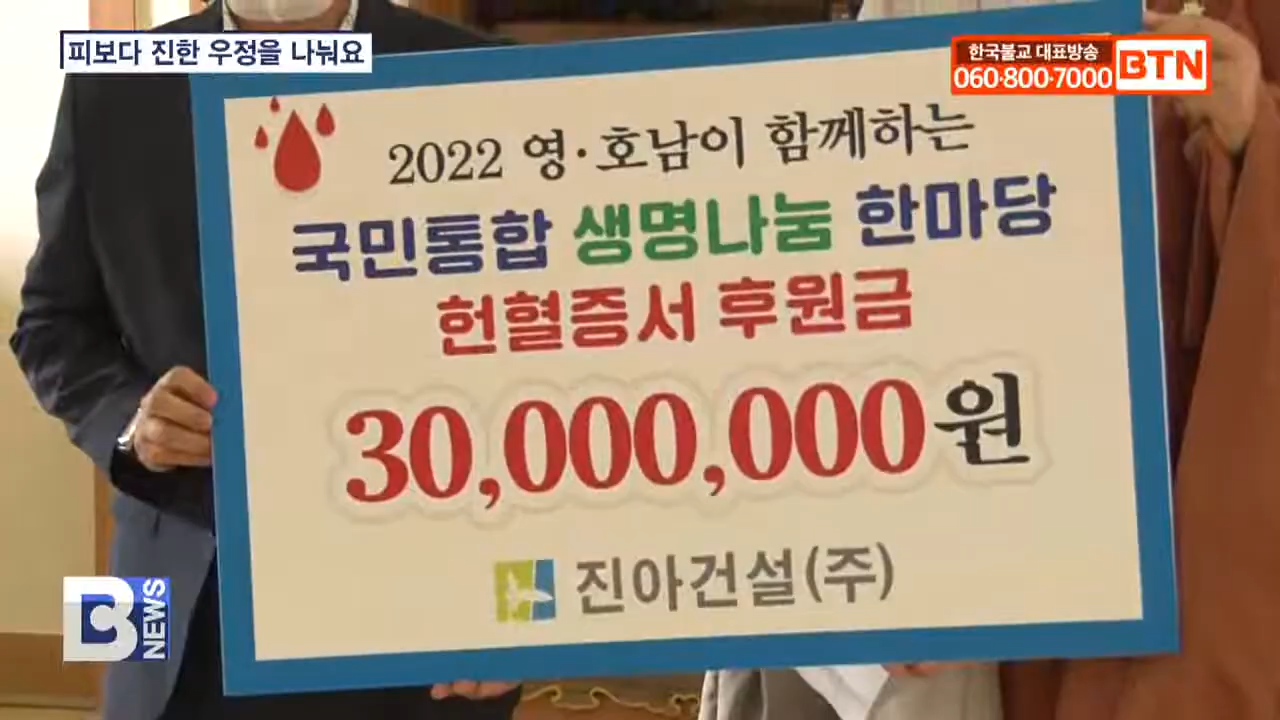 피보다 진한 우정을 나눠요
한국불교 대표방송
060·800·7000
BTN
2022 영·호남이 함께하는
국민통합 생명나눔 한마당
헌혈증서 후원금
30,000,000원
진아건설(주)
B NEWS